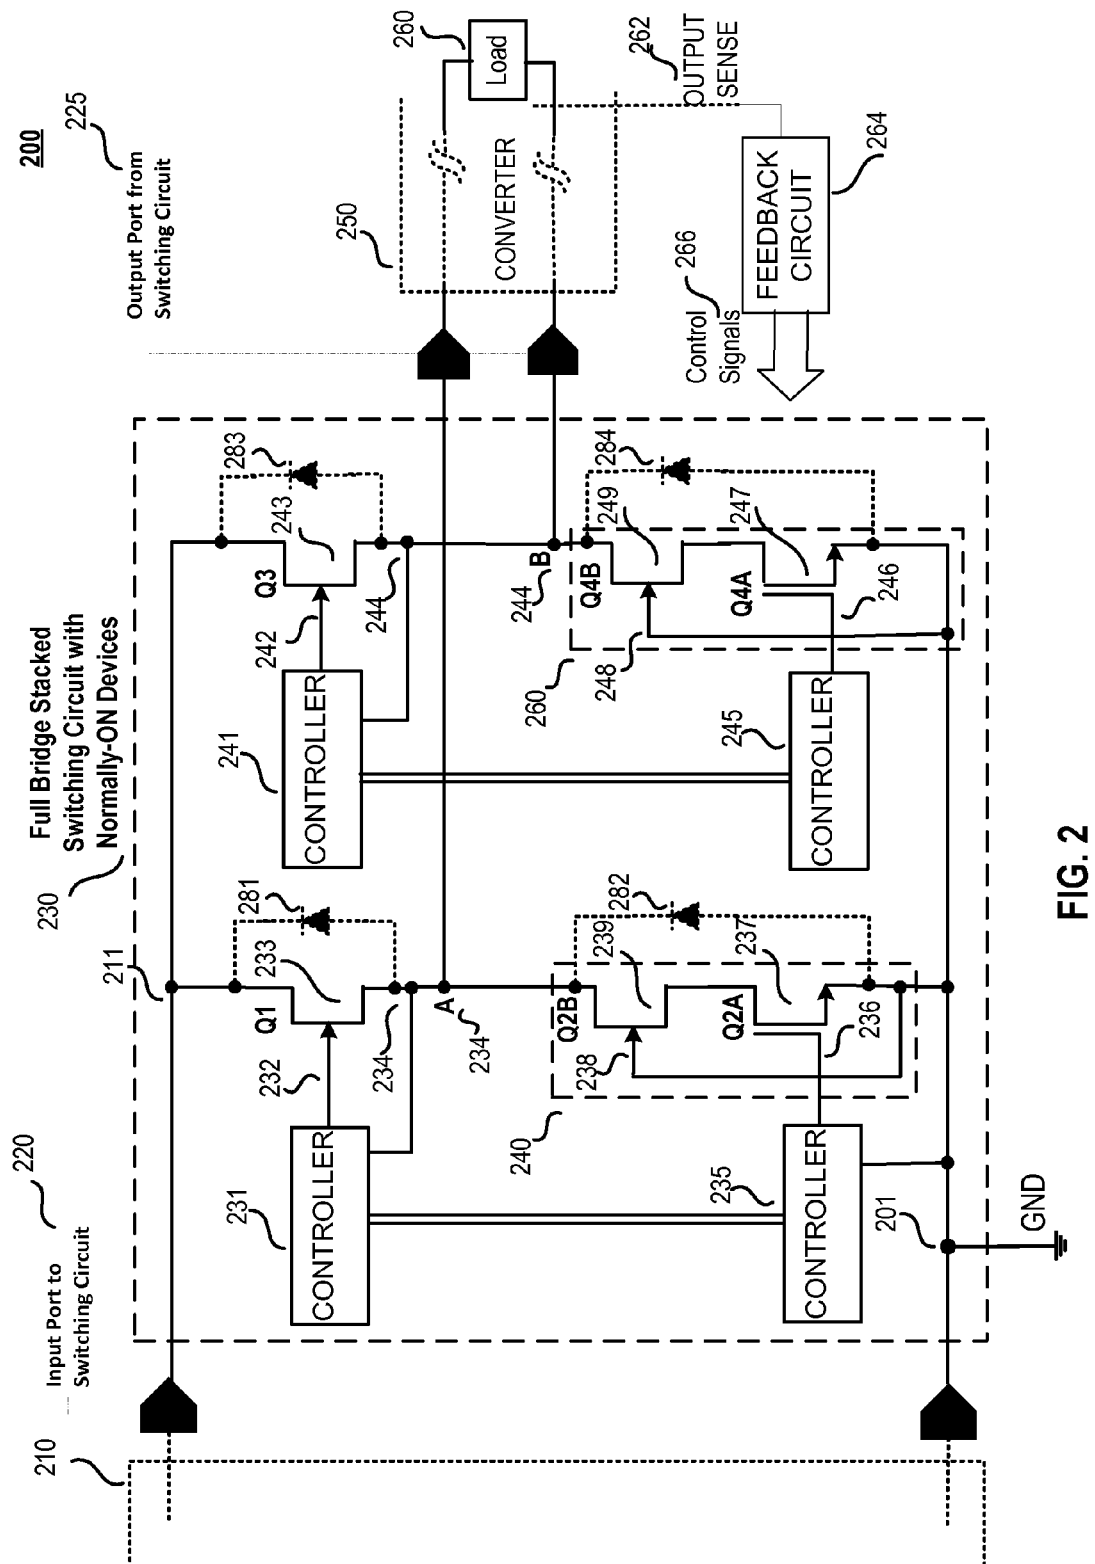 200
Full Bridge Stacked
Switching Circuit with
Normally-ON Devices
230
Input Port to
Switching Circuit
220
Output Port from
Switching Circuit
225
210
211
Q1
233
281
232
234
CONTROLLER
231
A
234
Q2B
239
282
238
Q2A
237
236
240
CONTROLLER
235
201
GND
Q3
243
283
242
244
CONTROLLER
241
B
244
Q4B
249
284
248
Q4A
247
246
260
CONTROLLER
245
250
CONVERTER
Load
260
OUTPUT
SENSE
262
FEEDBACK
CIRCUIT
264
Control
Signals
266
FIG. 2